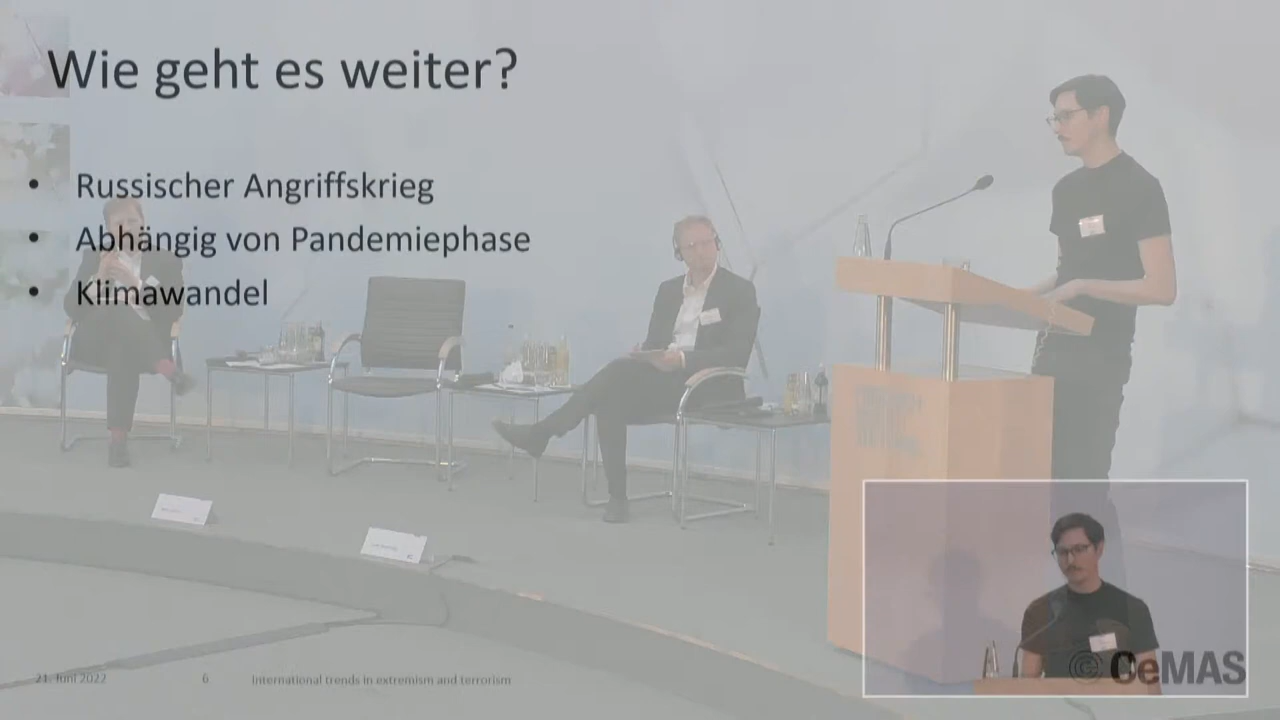 Wie geht es weiter?
• Russischer Angriffskrieg
• Abhängig von Pandemiephase
• Klimawandel
21. Juni 2022
6
International trends in extremism and terrorism
© CeMAS